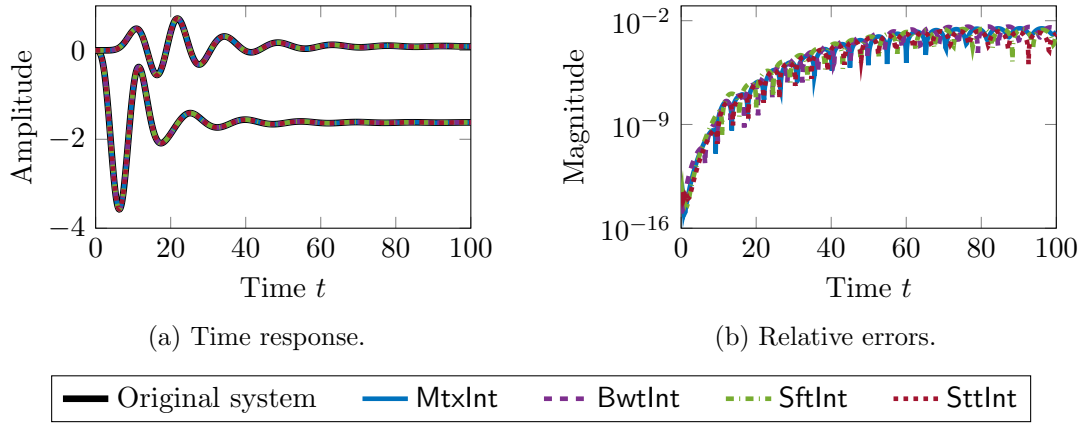 0
−2
−4
Amplitude
0 20 40 60 80 100
Time t
(a) Time response.
10−2
10−9
10−16
Magnitude
0 20 40 60 80 100
Time t
(b) Relative errors.
Original system MtxInt BwtInt SftInt SttInt